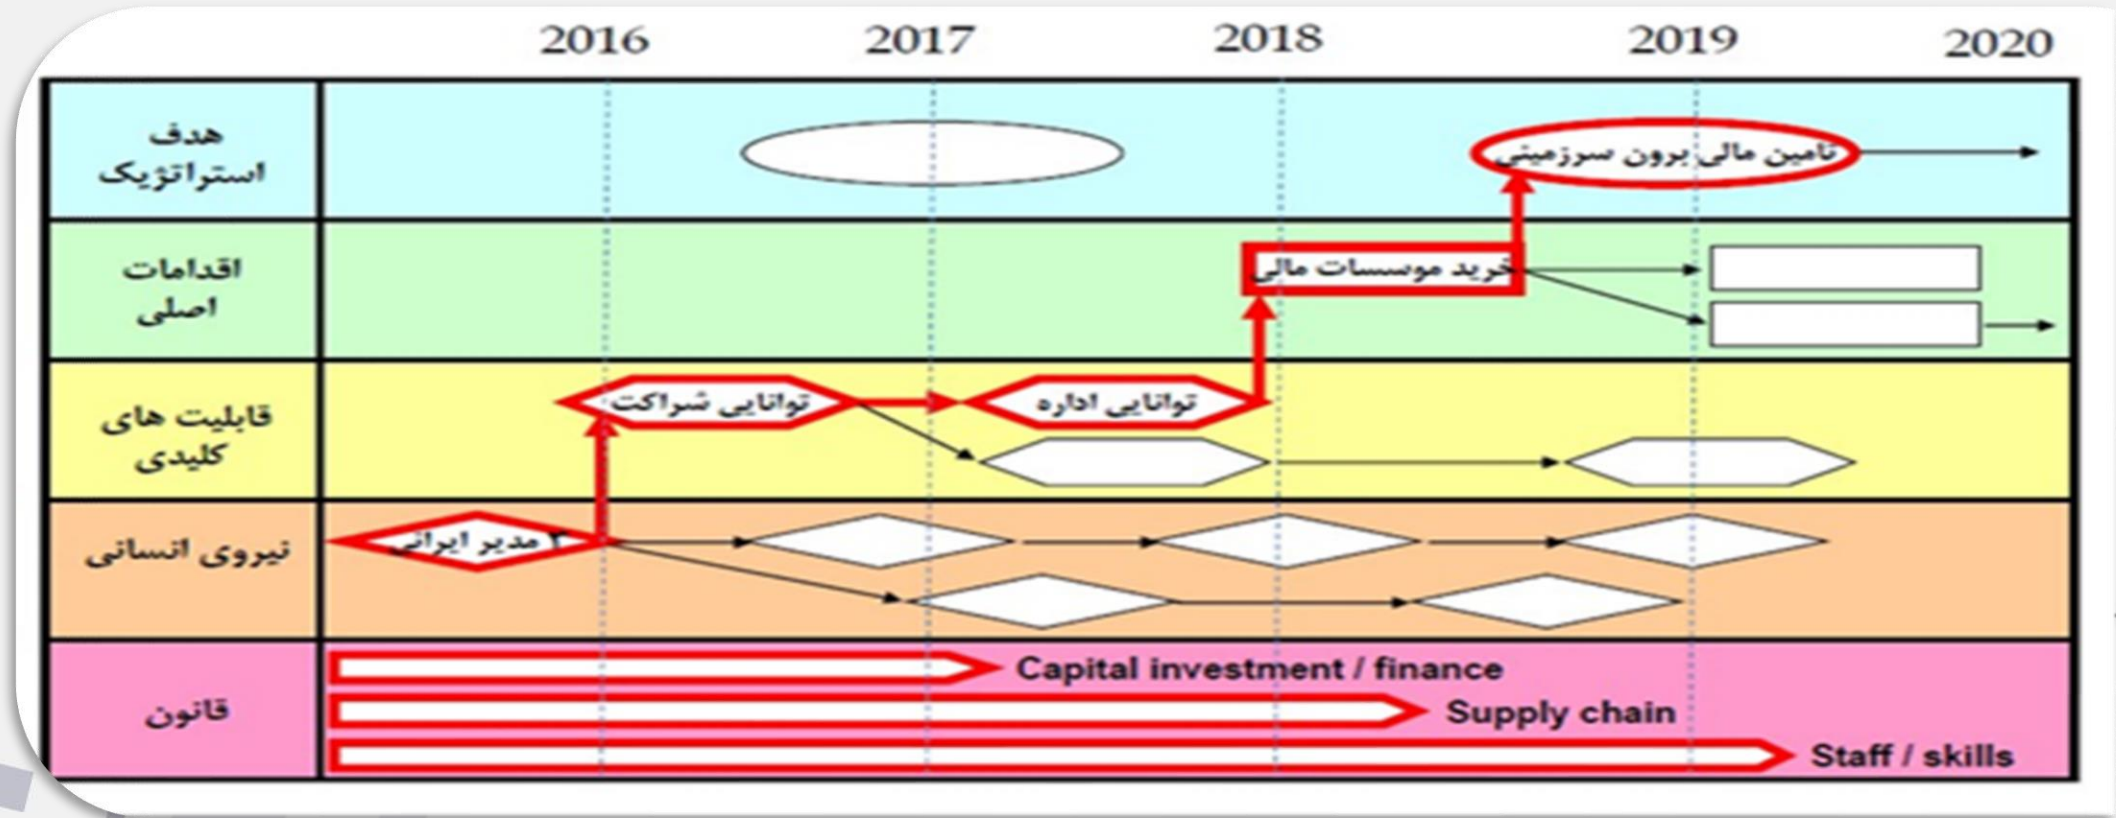 2016 2017 2018 2019 2020
هدف
استراتژیک
تامین مالی برون سرزمینی
اقدامات
اصلی
خرید موسسات مالی
قابلیت های
کلیدی
توانایی شراکت
توانایی اداره
نیروی انسانی
مدیر ایرانی
قانون
Capital investment / finance
Supply chain
Staff / skills